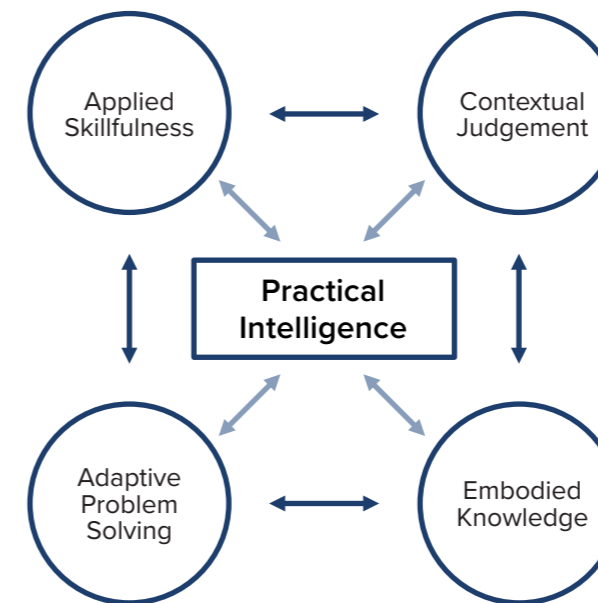 Applied
Skillfulness
Contextual
Judgement
Practical
Intelligence
Adaptive
Problem
Solving
Embodied
Knowledge